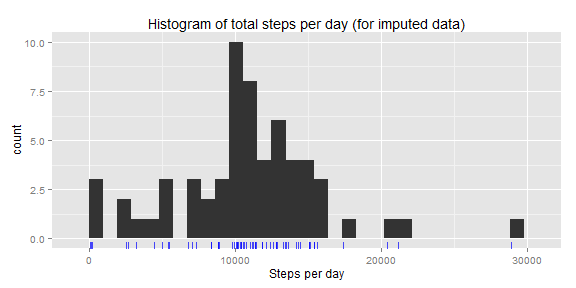 Histogram of total steps per day (for imputed data)
10.0
7.5
5.0
2.5
0.0
count
0 10000 20000 30000
Steps per day